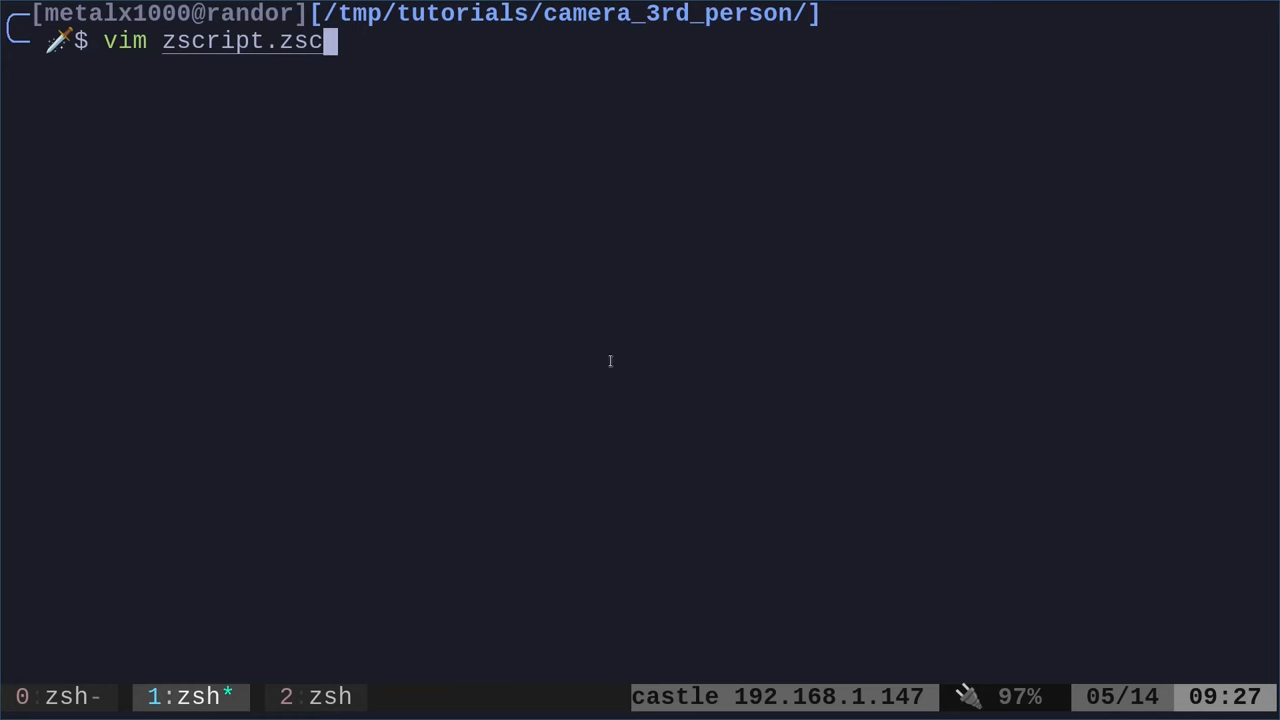 [metalx1000@randor][/tmp/tutorials/camera_3rd_person/]
$ vim zscript.zsc
0:zsh- 1:zsh* 2:zsh castle 192.168.1.147 97% 05/14 09:27